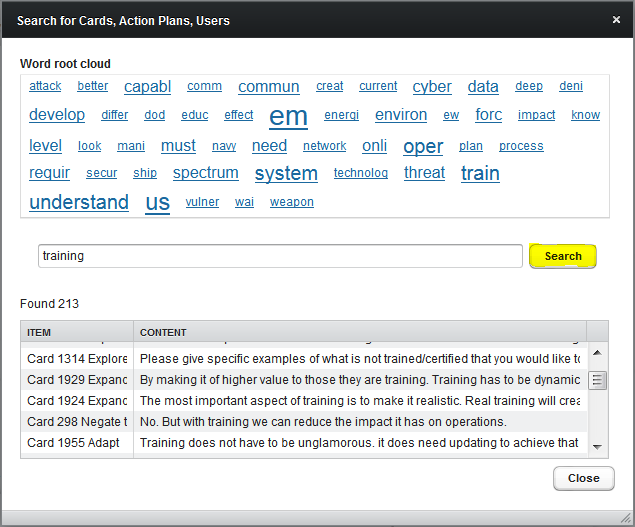 Search for Cards, Action Plans, Users
Word root cloud
attack better capabl comm commun creat current cyber data deep deni
develop differ dod educ effect em energi environ ew forc impact know
level look mani must navy need network onli oper plan process
requir secur ship spectrum system technolog threat train
understand us vulner wai weapon
training Search
Found 213
ITEM CONTENT
Card 1314 Explore Please give specific examples of what is not trained/certified that you would like to
Card 1929 Expand By making it of higher value to those they are training. Training has to be dynamic
Card 1924 Expand The most important aspect of training is to make it realistic. Real training will crea
Card 298 Negate t No. But with training we can reduce the impact it has on operations.
Card 1955 Adapt Training does not have to be unglamorous. it does need updating to achieve that
Close